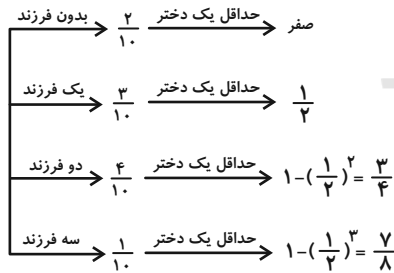 بدون فرزند ۲/۱۰ حداقل یک دختر صفر
یک فرزند ۳/۱۰ حداقل یک دختر ۱/۲
دو فرزند ۴/۱۰ حداقل یک دختر ۱-(۱/۲)^۲=۳/۴
سه فرزند ۱/۱۰ حداقل یک دختر ۱-(۱/۲)^۳=۷/۸